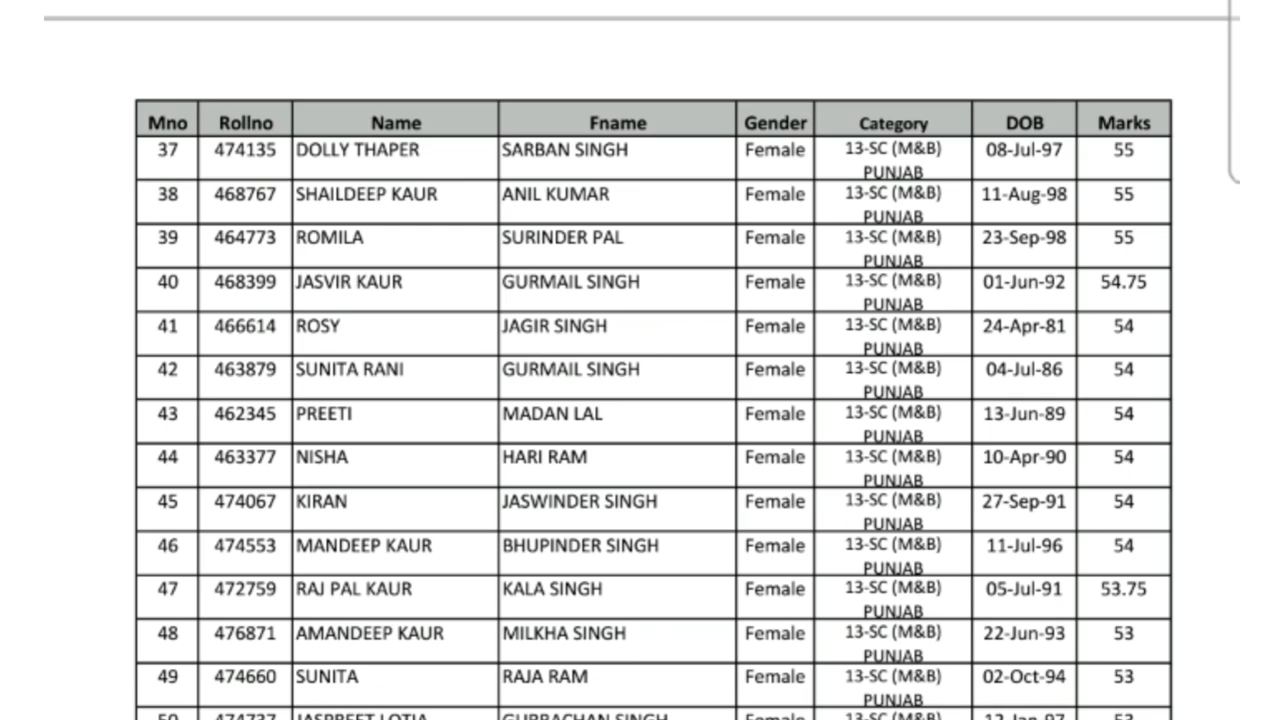 Mno Rollno Name Fname Gender Category DOB Marks
37 474135 DOLLY THAPER SARBAN SINGH Female 13-SC (M&B) PUNJAB 08-Jul-97 55
38 468767 SHAILDEEP KAUR ANIL KUMAR Female 13-SC (M&B) PUNJAB 11-Aug-98 55
39 464773 ROMILA SURINDER PAL Female 13-SC (M&B) PUNJAB 23-Sep-98 55
40 468399 JASVIR KAUR GURMAIL SINGH Female 13-SC (M&B) PUNJAB 01-Jun-92 54.75
41 466614 ROSY JAGIR SINGH Female 13-SC (M&B) PUNJAB 24-Apr-81 54
42 463879 SUNITA RANI GURMAIL SINGH Female 13-SC (M&B) PUNJAB 04-Jul-86 54
43 462345 PREETI MADAN LAL Female 13-SC (M&B) PUNJAB 13-Jun-89 54
44 463377 NISHA HARI RAM Female 13-SC (M&B) PUNJAB 10-Apr-90 54
45 474067 KIRAN JASWINDER SINGH Female 13-SC (M&B) PUNJAB 27-Sep-91 54
46 474553 MANDEEP KAUR BHUPINDER SINGH Female 13-SC (M&B) PUNJAB 11-Jul-96 54
47 472759 RAJ PAL KAUR KALA SINGH Female 13-SC (M&B) PUNJAB 05-Jul-91 53.75
48 476871 AMANDEEP KAUR MILKHA SINGH Female 13-SC (M&B) PUNJAB 22-Jun-93 53
49 474660 SUNITA RAJA RAM Female 13-SC (M&B) PUNJAB 02-Oct-94 53